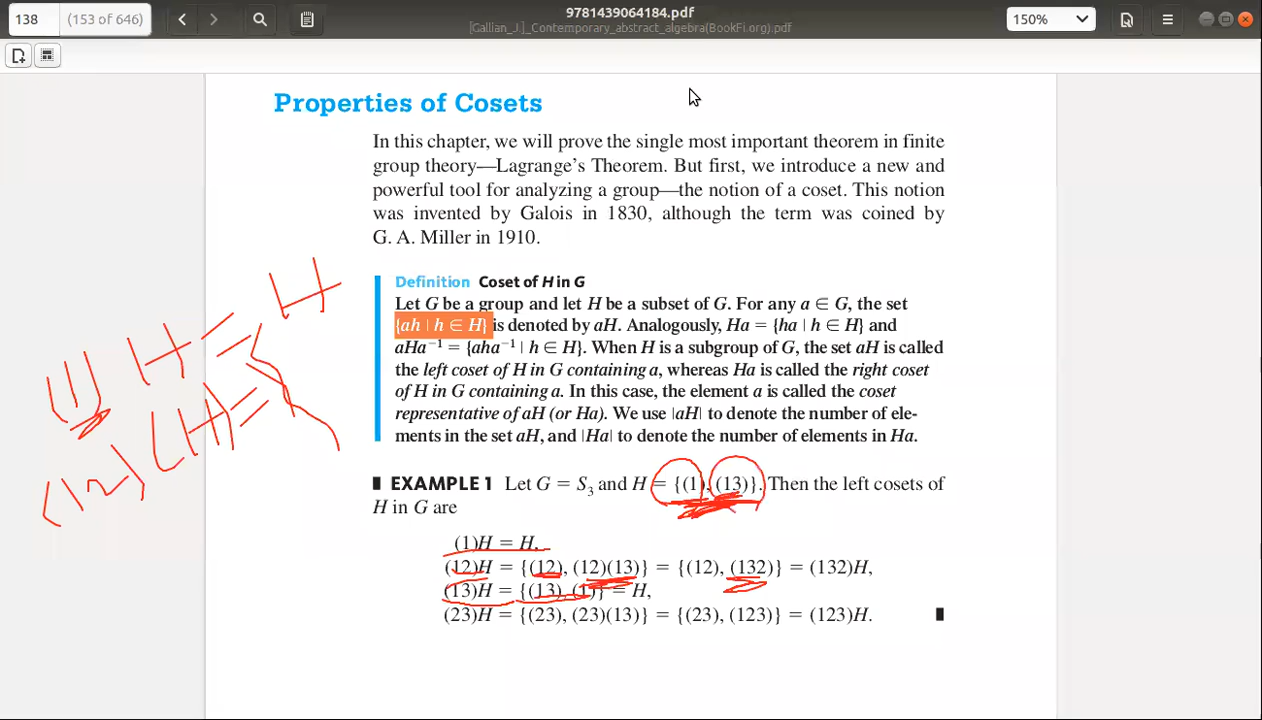 138
(153 of 646)
9781439064184.pdf
[Gallian_J.]_Contemporary_abstract_algebra(BookFi.org).pdf
150%
Properties of Cosets
In this chapter, we will prove the single most important theorem in finite
group theory—Lagrange’s Theorem. But first, we introduce a new and
powerful tool for analyzing a group—the notion of a coset. This notion
was invented by Galois in 1830, although the term was coined by
G. A. Miller in 1910.
Definition Coset of H in G
Let G be a group and let H be a subset of G. For any a ∈ G, the set
{ah | h ∈ H} is denoted by aH. Analogously, Ha = {ha | h ∈ H} and
aHa⁻¹ = {aha⁻¹ | h ∈ H}. When H is a subgroup of G, the set aH is called
the left coset of H in G containing a, whereas Ha is called the right coset
of H in G containing a. In this case, the element a is called the coset
representative of aH (or Ha). We use |aH| to denote the number of ele-
ments in the set aH, and |Ha| to denote the number of elements in Ha.
(1) H = H
(12) (H) = {
EXAMPLE 1 Let G = S₃ and H = {(1), (13)}. Then the left cosets of
H in G are
(1)H = H,
(12)H = {(12), (12)(13)} = {(12), (132)} = (132)H,
(13)H = {(13), (1)} = H,
(23)H = {(23), (23)(13)} = {(23), (123)} = (123)H.